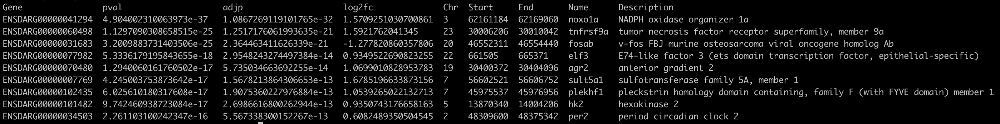 Gene pval adjp log2fc Chr Start End Name Description
ENSDARG00000041294 4.904002310063973e-37 1.0867269119101765e-32 1.5709251030700861 3 62161184 62169060 noxo1a NADPH oxidase organizer 1a
ENSDARG00000060498 1.1297090308658515e-25 1.2517176061993635e-21 1.5921762041345 23 30006206 30010042 tnfrsf9a tumor necrosis factor receptor superfamily, member 9a
ENSDARG00000031683 3.2009883731403506e-25 2.364463411626339e-21 -1.277820860357806 20 46552311 46554440 fosab v-fos FBJ murine osteosarcoma viral oncogene homolog Ab
ENSDARG00000077982 5.3336179195843655e-18 2.9548243274497384e-14 0.9349522690823255 22 661505 665371 elf3 E74-like factor 3 (ets domain transcription factor, epithelial-specific)
ENSDARG00000070480 1.2940060161760502e-17 5.735034663692255e-14 1.0699010828953783 19 30400372 30404096 agr2 anterior gradient 2
ENSDARG00000007769 4.245003753873642e-17 1.5678213864306653e-13 1.6785196633873156 7 56602521 56606752 sult5a1 sulfotransferase family 5A, member 1
ENSDARG00000102435 6.025610180317608e-17 1.9075360227976884e-13 1.0539265022132713 7 45975537 45976956 plekhf1 pleckstrin homology domain containing, family F (with FYVE domain) member 1
ENSDARG00000101482 9.742460938723084e-17 2.6986616800262944e-13 0.9350743176658163 5 13870340 14004206 hk2 hexokinase 2
ENSDARG00000034503 2.261103100242347e-16 5.567338300152267e-13 0.6082489350504545 2 48309600 48375342 per2 period circadian clock 2